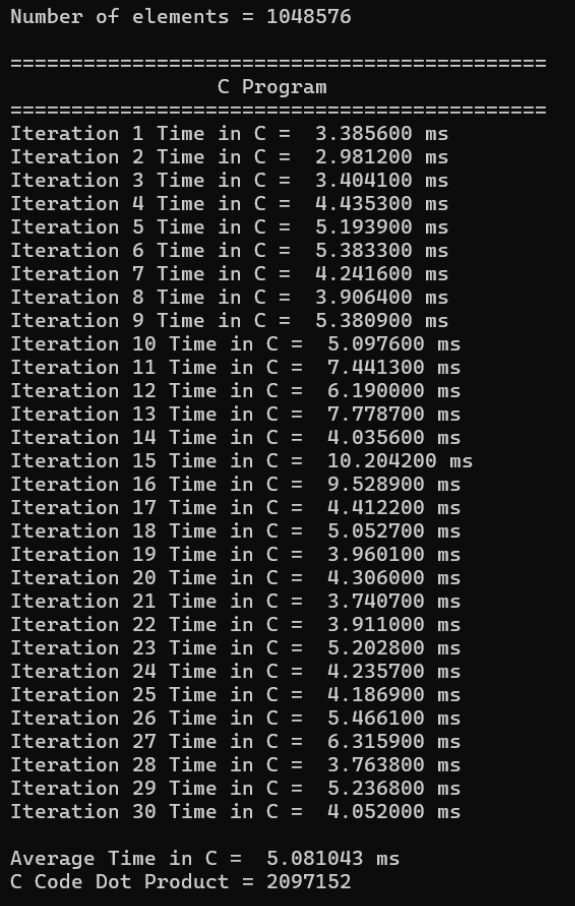 Number of elements = 1048576
============================================
C Program
============================================
Iteration 1 Time in C =  3.385600 ms
Iteration 2 Time in C =  2.981200 ms
Iteration 3 Time in C =  3.404100 ms
Iteration 4 Time in C =  4.435300 ms
Iteration 5 Time in C =  5.193900 ms
Iteration 6 Time in C =  5.383300 ms
Iteration 7 Time in C =  4.241600 ms
Iteration 8 Time in C =  3.906400 ms
Iteration 9 Time in C =  5.380900 ms
Iteration 10 Time in C =  5.097600 ms
Iteration 11 Time in C =  7.441300 ms
Iteration 12 Time in C =  6.190000 ms
Iteration 13 Time in C =  7.778700 ms
Iteration 14 Time in C =  4.035600 ms
Iteration 15 Time in C =  10.204200 ms
Iteration 16 Time in C =  9.528900 ms
Iteration 17 Time in C =  4.412200 ms
Iteration 18 Time in C =  5.052700 ms
Iteration 19 Time in C =  3.960100 ms
Iteration 20 Time in C =  4.306000 ms
Iteration 21 Time in C =  3.740700 ms
Iteration 22 Time in C =  3.911000 ms
Iteration 23 Time in C =  5.202800 ms
Iteration 24 Time in C =  4.235700 ms
Iteration 25 Time in C =  4.186900 ms
Iteration 26 Time in C =  5.466100 ms
Iteration 27 Time in C =  6.315900 ms
Iteration 28 Time in C =  3.763800 ms
Iteration 29 Time in C =  5.236800 ms
Iteration 30 Time in C =  4.052000 ms
Average Time in C =  5.081043 ms
C Code Dot Product = 2097152